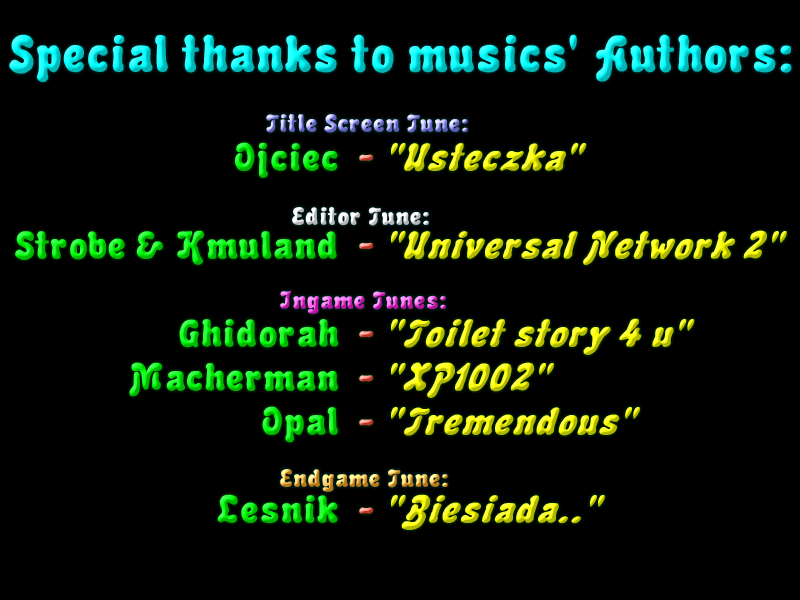 Special thanks to musics' Authors:
Title Screen Tune:
Ojciec - "Usteczka"
Editor Tune:
Strobe & Kmuland - "Universal Network 2"
Ingame Tunes:
Ghidorah - "Toilet story 4 u"
Macherman - "XP1002"
Opal - "Tremendous"
Endgame Tune:
Lesnik - "Biesiada.."